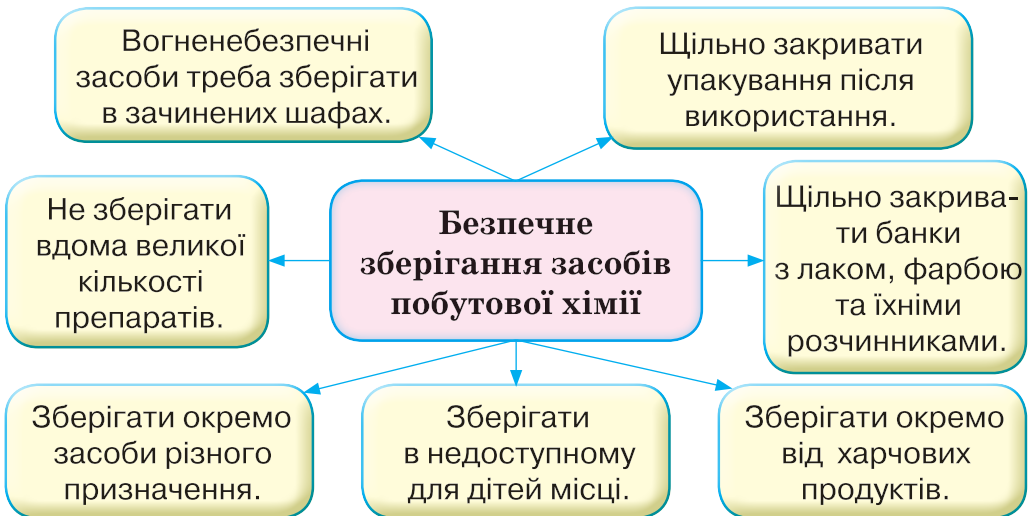 Вогненебезпечні
засоби треба зберігати
в зачинених шафах.
Щільно закривати
упакування після
використання.
Не зберігати
вдома великої
кількості
препаратів.
Безпечне
зберігання засобів
побутової хімії
Щільно закрива-
ти банки
з лаком, фарбою
та їхніми
розчинниками.
Зберігати окремо
засоби різного
призначення.
Зберігати
в недоступному
для дітей місці.
Зберігати окремо
від харчових
продуктів.